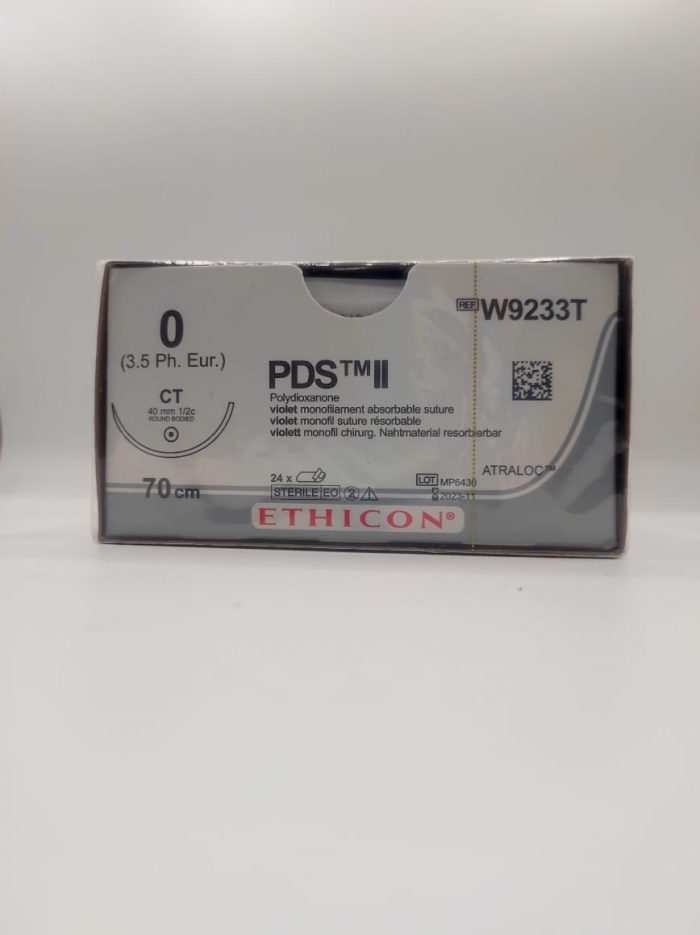 0
(3.5 Ph. Eur.)
CT
40 mm 1/2c
ROUND BODIED
70 cm
PDS™II
Polydioxanone
violet monofilament absorbable suture
violet monofil suture résorbable
violett monofil chirurg. Nahtmaterial resorbierbar
24 x
STERILE EO 2
ETHICON®
REF W9233T
ATRALOC™
LOT MP6430
2023-11